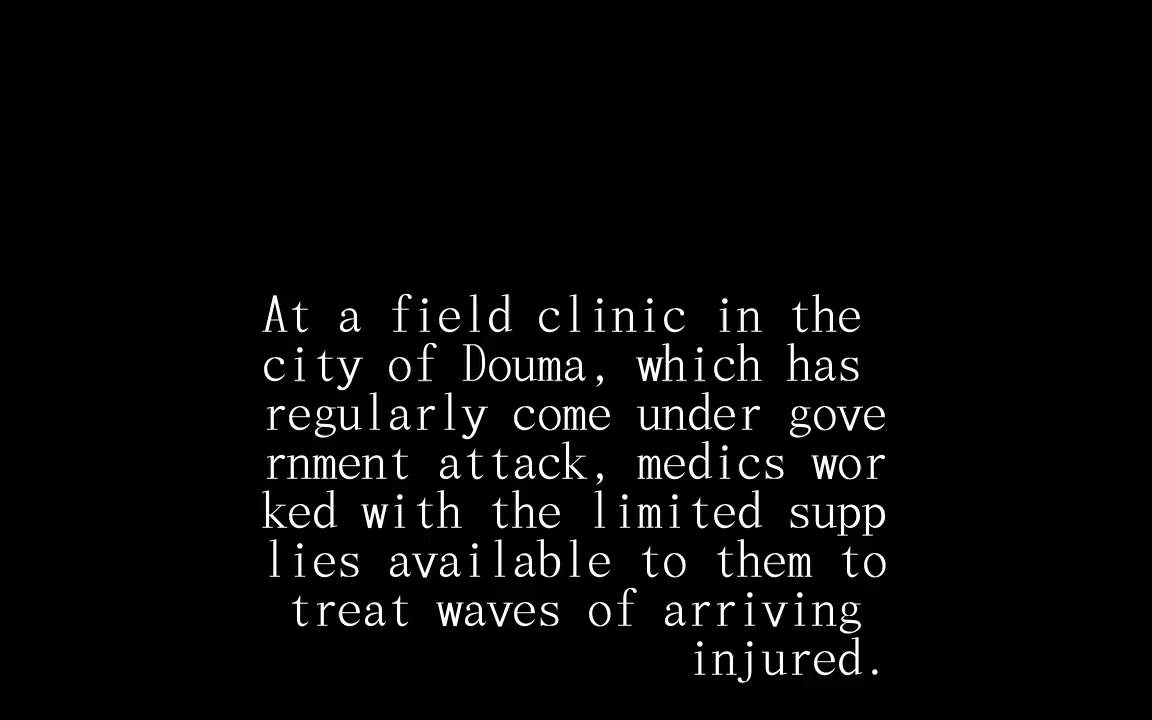 At a field clinic in the
city of Douma, which has
regularly come under gove
rnment attack, medics wor
ked with the limited supp
lies available to them to
treat waves of arriving
injured.